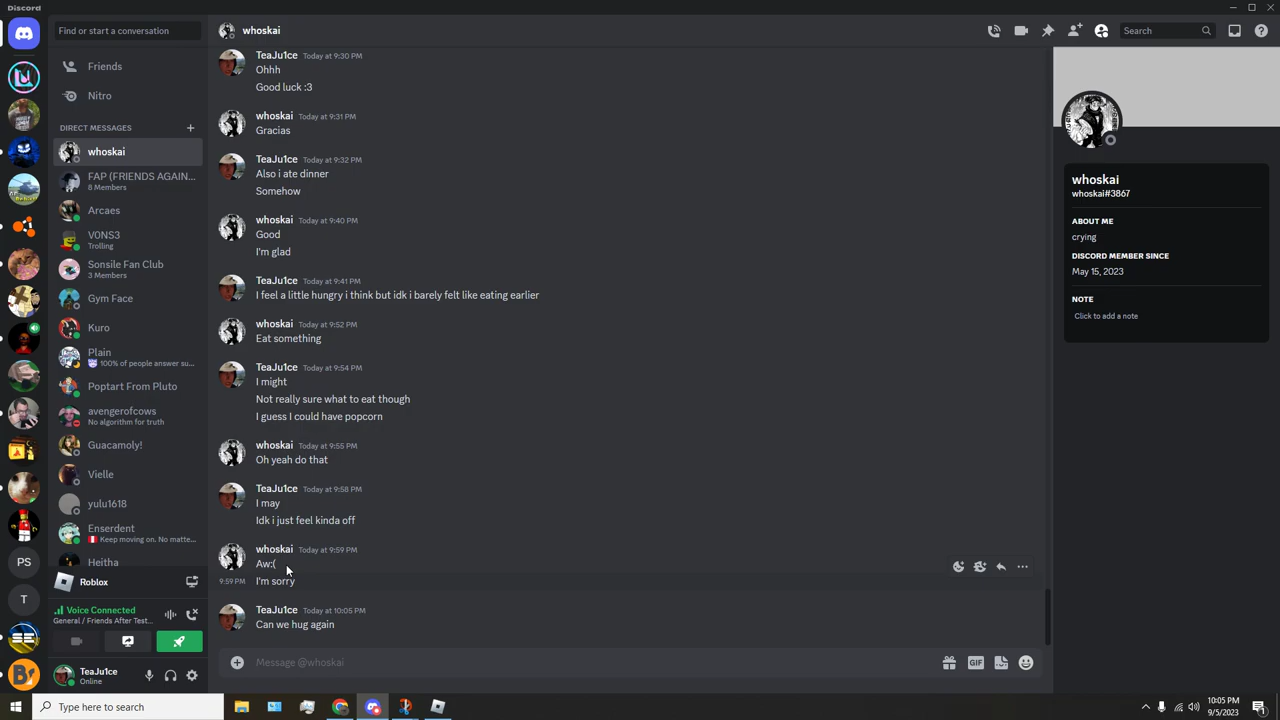 Discord
Find or start a conversation
whoskai
Search
Friends
Nitro
DIRECT MESSAGES
whoskai
FAP (FRIENDS AGAIN...
8 Members
Arcaes
V0NS3
Trolling
Sonsile Fan Club
3 Members
Gym Face
Kuro
Plain
100% of people answer su...
Poptart From Pluto
avengerofcows
No algorithm for truth
Guacamoly!
Vielle
yulu1618
Enserdent
Keep moving on. No matte...
Heitha
PS
T
Roblox
Voice Connected
General / Friends After Test...
TeaJu1ce
Online
TeaJu1ce Today at 9:30 PM
Ohhh
Good luck :3
whoskai Today at 9:31 PM
Gracias
TeaJu1ce Today at 9:32 PM
Also i ate dinner
Somehow
whoskai Today at 9:40 PM
Good
I'm glad
TeaJu1ce Today at 9:41 PM
I feel a little hungry i think but idk i barely felt like eating earlier
whoskai Today at 9:52 PM
Eat something
TeaJu1ce Today at 9:54 PM
I might
Not really sure what to eat though
I guess I could have popcorn
whoskai Today at 9:55 PM
Oh yeah do that
TeaJu1ce Today at 9:58 PM
I may
Idk i just feel kinda off
whoskai Today at 9:59 PM
Aw:(
9:59 PM I'm sorry
TeaJu1ce Today at 10:05 PM
Can we hug again
Message @whoskai
GIF
whoskai
whoskai#3867
ABOUT ME
crying
DISCORD MEMBER SINCE
May 15, 2023
NOTE
Click to add a note
Type here to search
10:05 PM
9/5/2023